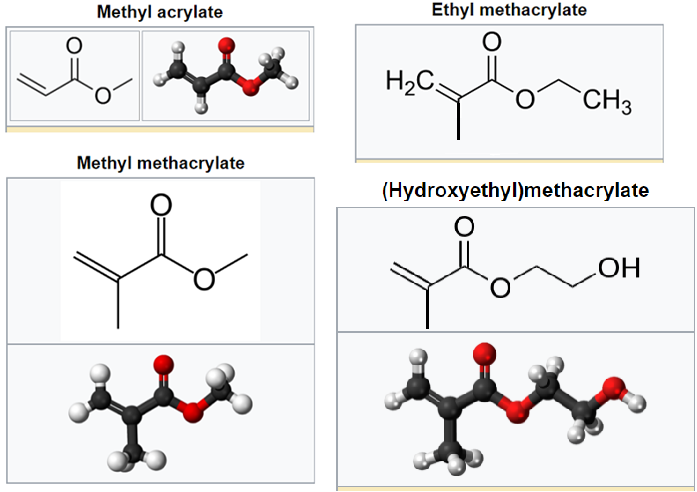 Methyl acrylate
O
O
Ethyl methacrylate
O
H₂C
O
CH₃
Methyl methacrylate
O
O
(Hydroxyethyl)methacrylate
O
O
OH